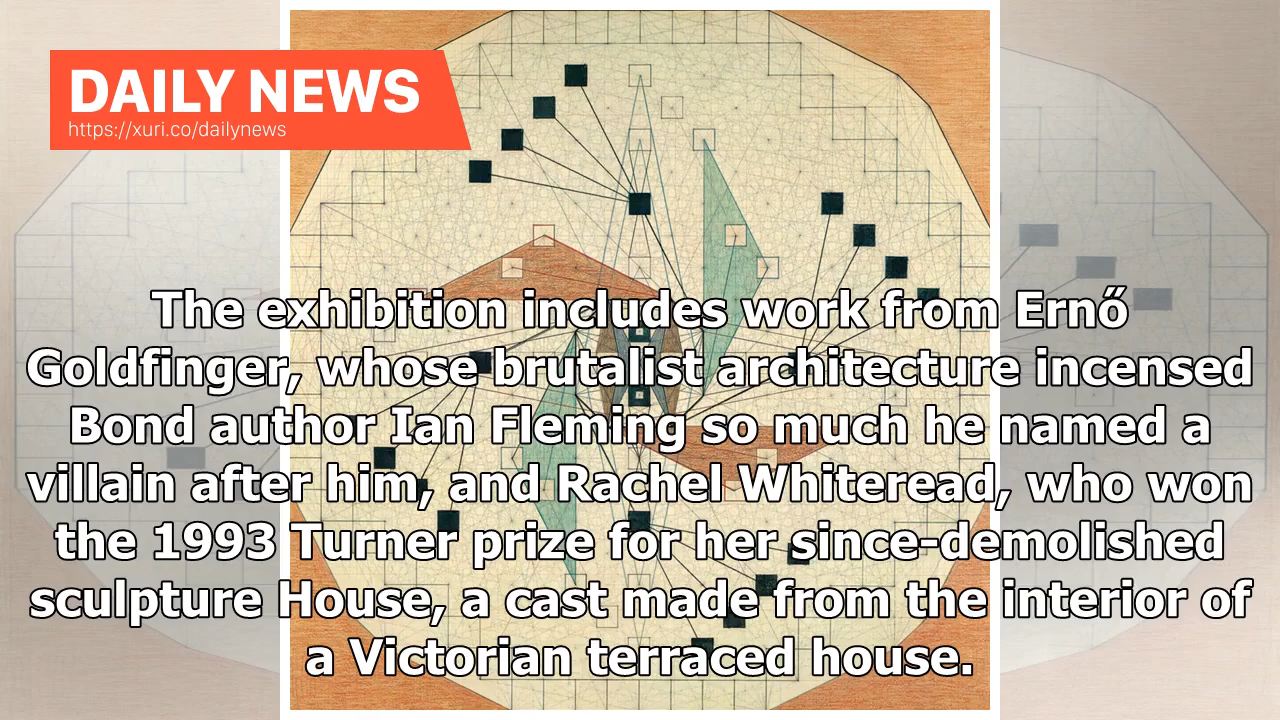 DAILY NEWS
https://xuri.co/dailynews
The exhibition includes work from Ernő
Goldfinger, whose brutalist architecture incensed
Bond author Ian Fleming so much he named a
villain after him, and Rachel Whiteread, who won
the 1993 Turner prize for her since-demolished
sculpture House, a cast made from the interior of
a Victorian terraced house.